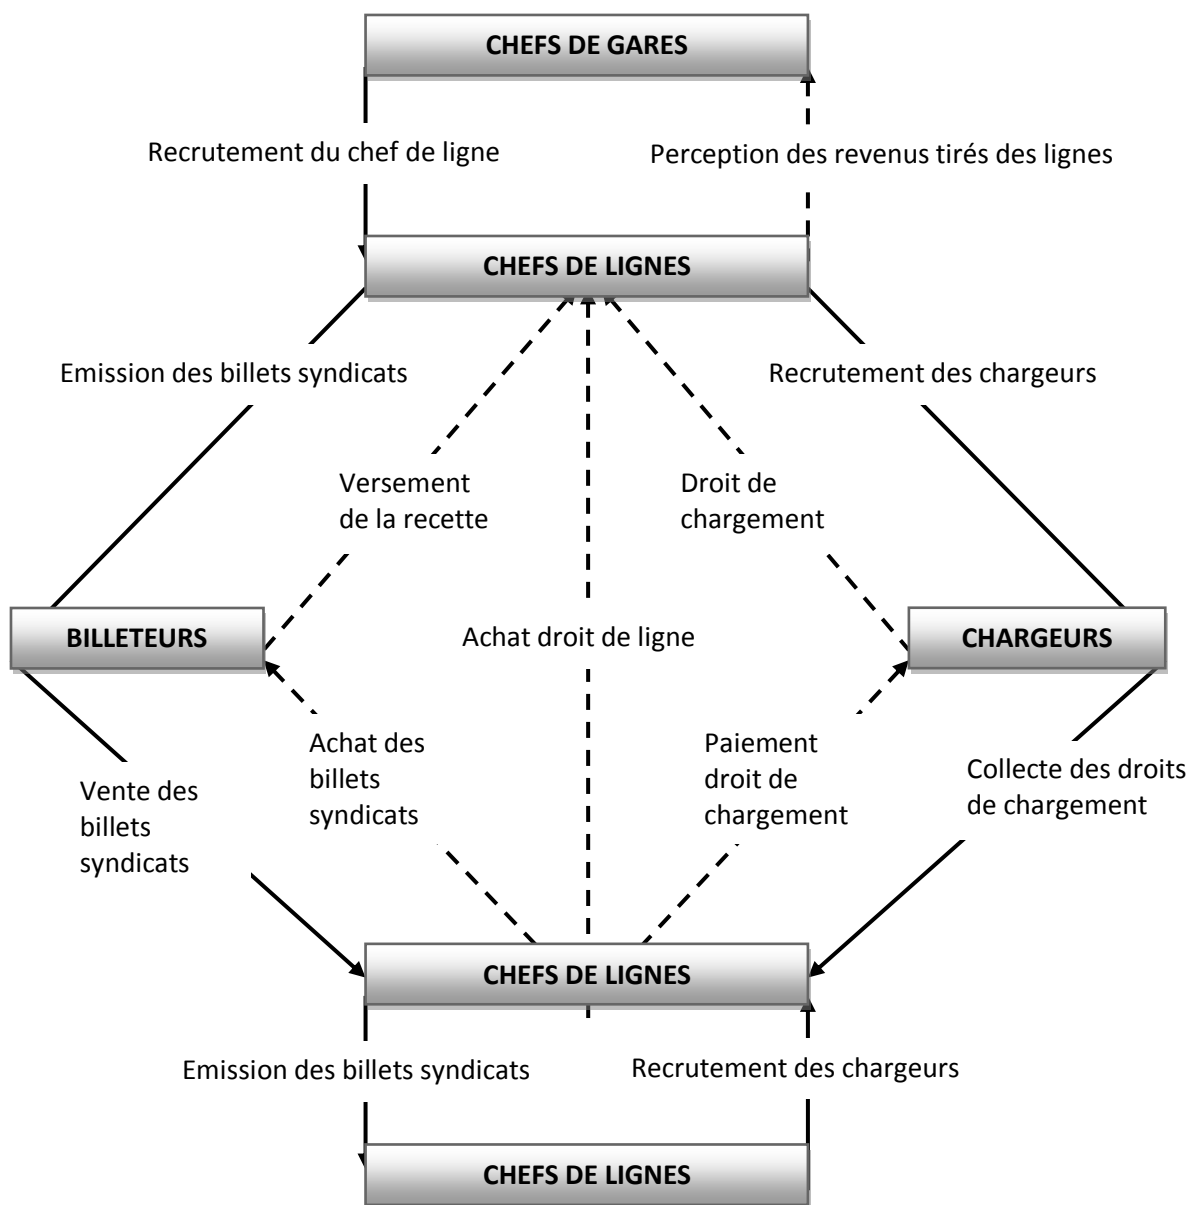 CHEFS DE GARES
Recrutement du chef de ligne
Perception des revenus tirés des lignes
CHEFS DE LIGNES
Emission des billets syndicats
Recrutement des chargeurs
Versement
de la recette
Droit de
chargement
BILLETEURS
Achat droit de ligne
CHARGEURS
Vente des
billets
syndicats
Achat des
billets
syndicats
Paiement
droit de
chargement
Collecte des droits
de chargement
CHEFS DE LIGNES
Emission des billets syndicats
Recrutement des chargeurs
CHEFS DE LIGNES